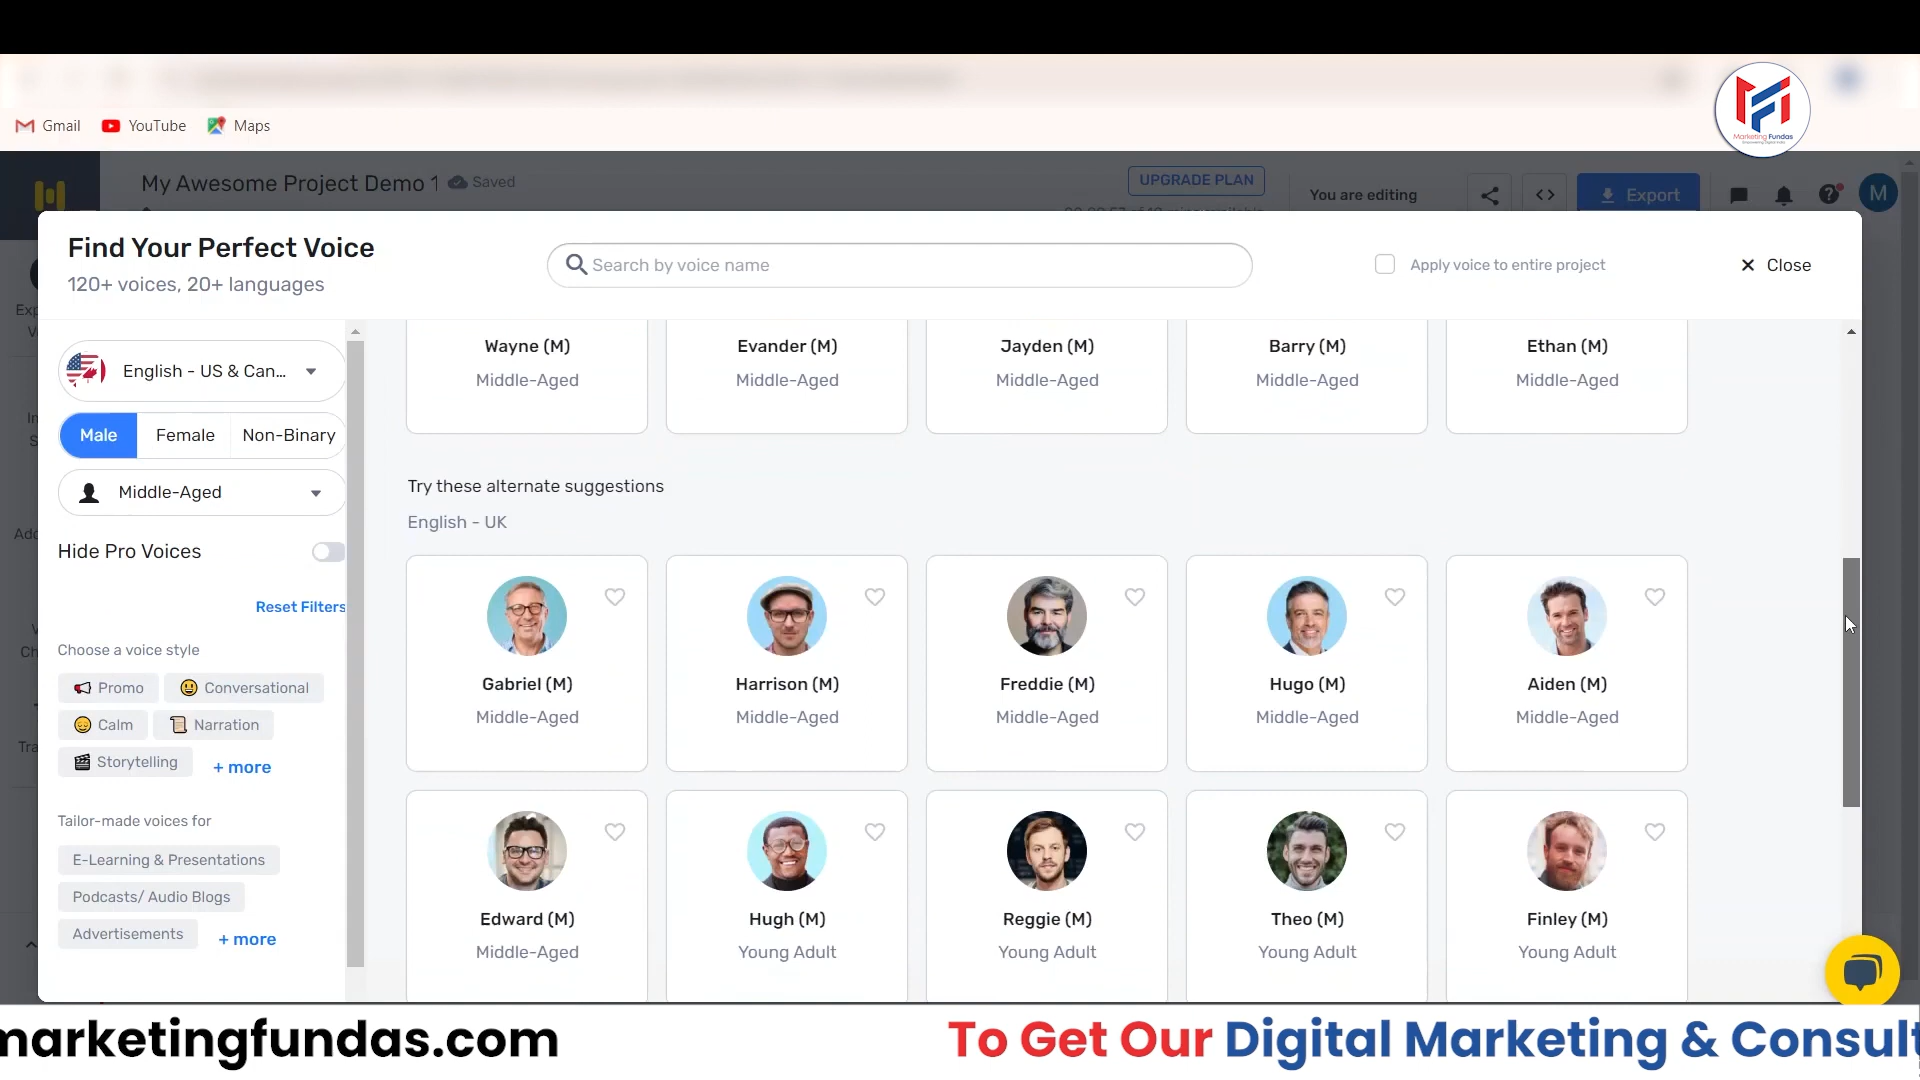 Gmail
YouTube
Maps
Marketing Fundas
My Awesome Project Demo 1
Saved
UPGRADE PLAN
You are editing
Export
M
Find Your Perfect Voice
120+ voices, 20+ languages
Search by voice name
Apply voice to entire project
Close
English - US & Can...
Male
Female
Non-Binary
Middle-Aged
Hide Pro Voices
Reset Filters
Choose a voice style
Promo
Conversational
Calm
Narration
Storytelling
+ more
Tailor-made voices for
E-Learning & Presentations
Podcasts/ Audio Blogs
Advertisements
+ more
Wayne (M)
Middle-Aged
Evander (M)
Middle-Aged
Jayden (M)
Middle-Aged
Barry (M)
Middle-Aged
Ethan (M)
Middle-Aged
Try these alternate suggestions
English - UK
Gabriel (M)
Middle-Aged
Harrison (M)
Middle-Aged
Freddie (M)
Middle-Aged
Hugo (M)
Middle-Aged
Aiden (M)
Middle-Aged
Edward (M)
Middle-Aged
Hugh (M)
Young Adult
Reggie (M)
Young Adult
Theo (M)
Young Adult
Finley (M)
Young Adult
marketingfundas.com
To Get Our Digital Marketing & Consult